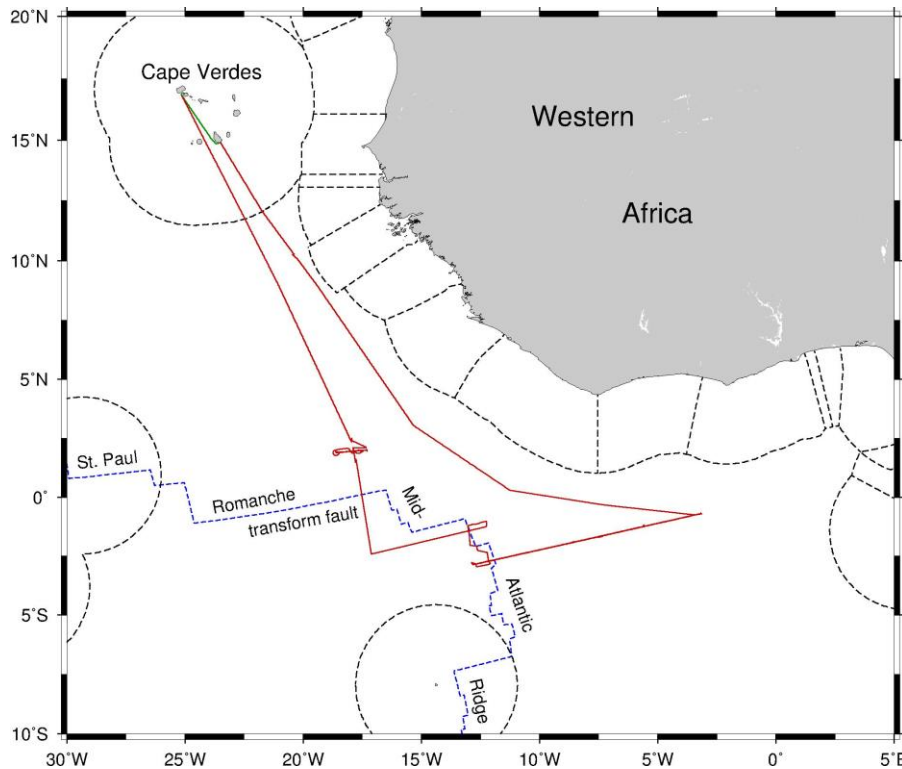 20˚N
Cape Verdes
Western
15˚N
Africa
10˚N
5˚N
St. Paul
Romanche
Mid-
0˚
transform fault
Atlantic
5˚S
Ridge
10˚S
30˚W 25˚W 20˚W 15˚W 10˚W 5˚W 0˚ 5˚E